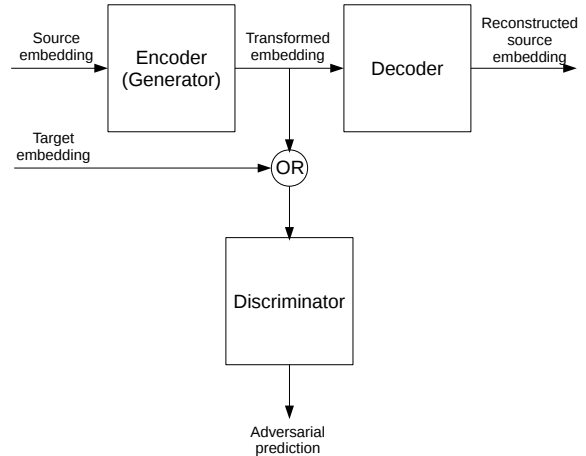 Source
embedding
Encoder
(Generator)
Transformed
embedding
Decoder
Reconstructed
source
embedding
Target
embedding
OR
Discriminator
Adversarial
prediction